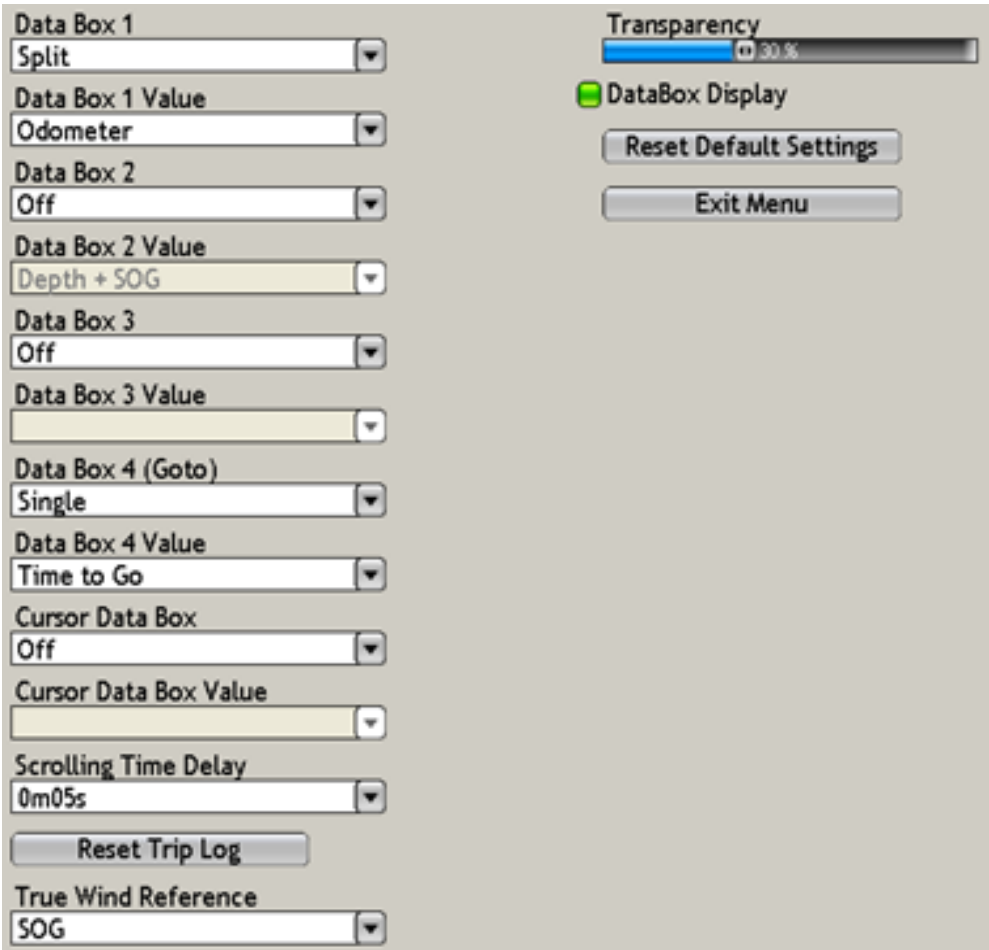 Data Box 1
Split
Data Box 1 Value
Odometer
Data Box 2
Off
Data Box 2 Value
Depth + SOG
Data Box 3
Off
Data Box 3 Value
Data Box 4 (Goto)
Single
Data Box 4 Value
Time to Go
Cursor Data Box
Off
Cursor Data Box Value
Scrolling Time Delay
0m05s
Reset Trip Log
True Wind Reference
SOG
Transparency
30 %
DataBox Display
Reset Default Settings
Exit Menu